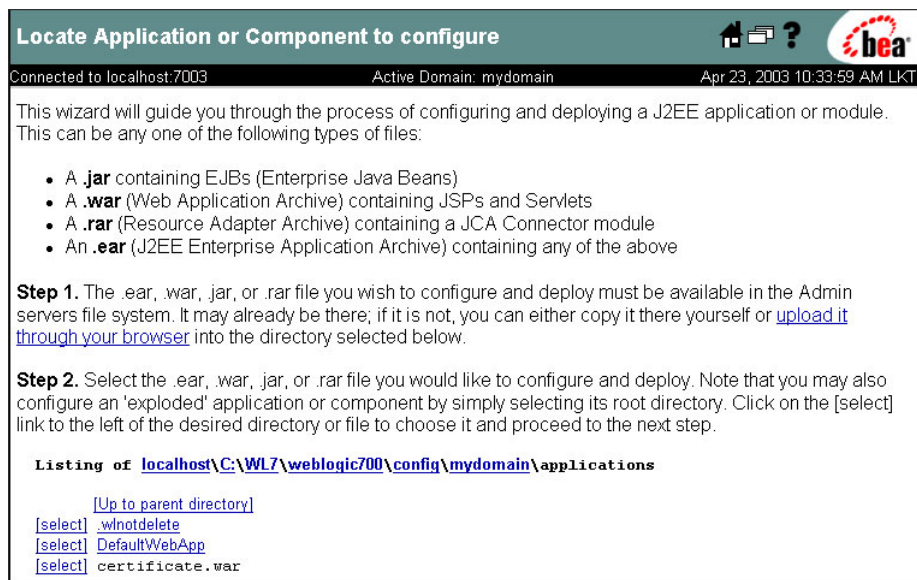 Locate Application or Component to configure
?
bea
Connected to localhost:7003 Active Domain: mydomain Apr 23, 2003 10:33:59 AM LKT
This wizard will guide you through the process of configuring and deploying a J2EE application or module.
This can be any one of the following types of files:
• A .jar containing EJBs (Enterprise Java Beans)
• A .war (Web Application Archive) containing JSPs and Servlets
• A .rar (Resource Adapter Archive) containing a JCA Connector module
• An .ear (J2EE Enterprise Application Archive) containing any of the above
Step 1. The .ear, .war, .jar, or .rar file you wish to configure and deploy must be available in the Admin
servers file system. It may already be there; if it is not, you can either copy it there yourself or upload it
through your browser into the directory selected below.
Step 2. Select the .ear, .war, .jar, or .rar file you would like to configure and deploy. Note that you may also
configure an 'exploded' application or component by simply selecting its root directory. Click on the [select]
link to the left of the desired directory or file to choose it and proceed to the next step.
Listing of localhost\C:\WL7\weblogic700\config\mydomain\applications
[Up to parent directory]
[select] .wlnotdelete
[select] DefaultWebApp
[select] certificate.war